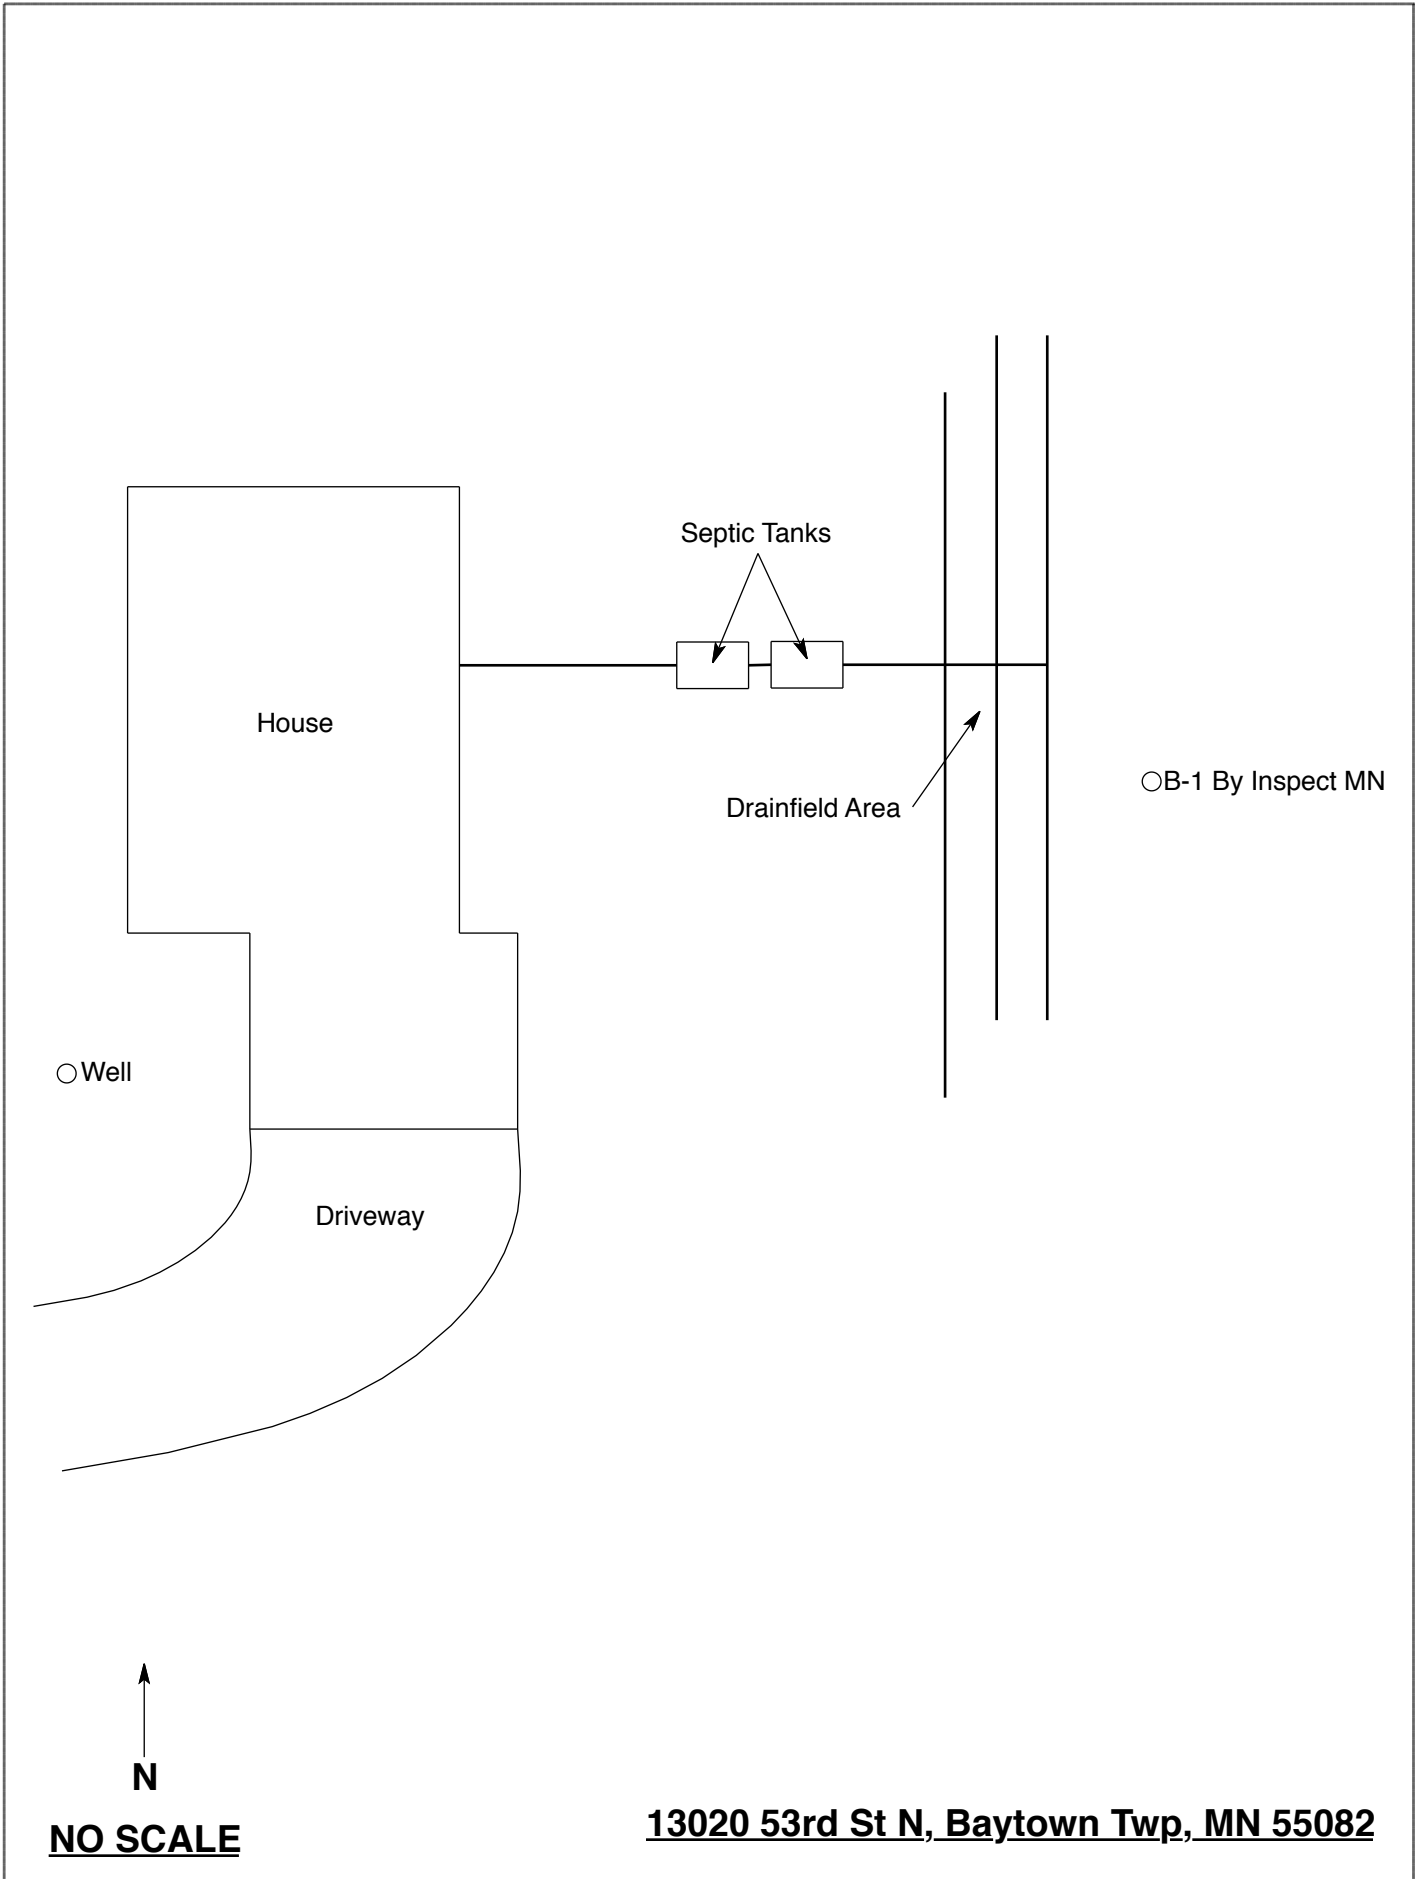 Septic Tanks
House
B-1 By Inspect MN
Drainfield Area
Well
Driveway
N
NO SCALE
13020 53rd St N, Baytown Twp, MN 55082